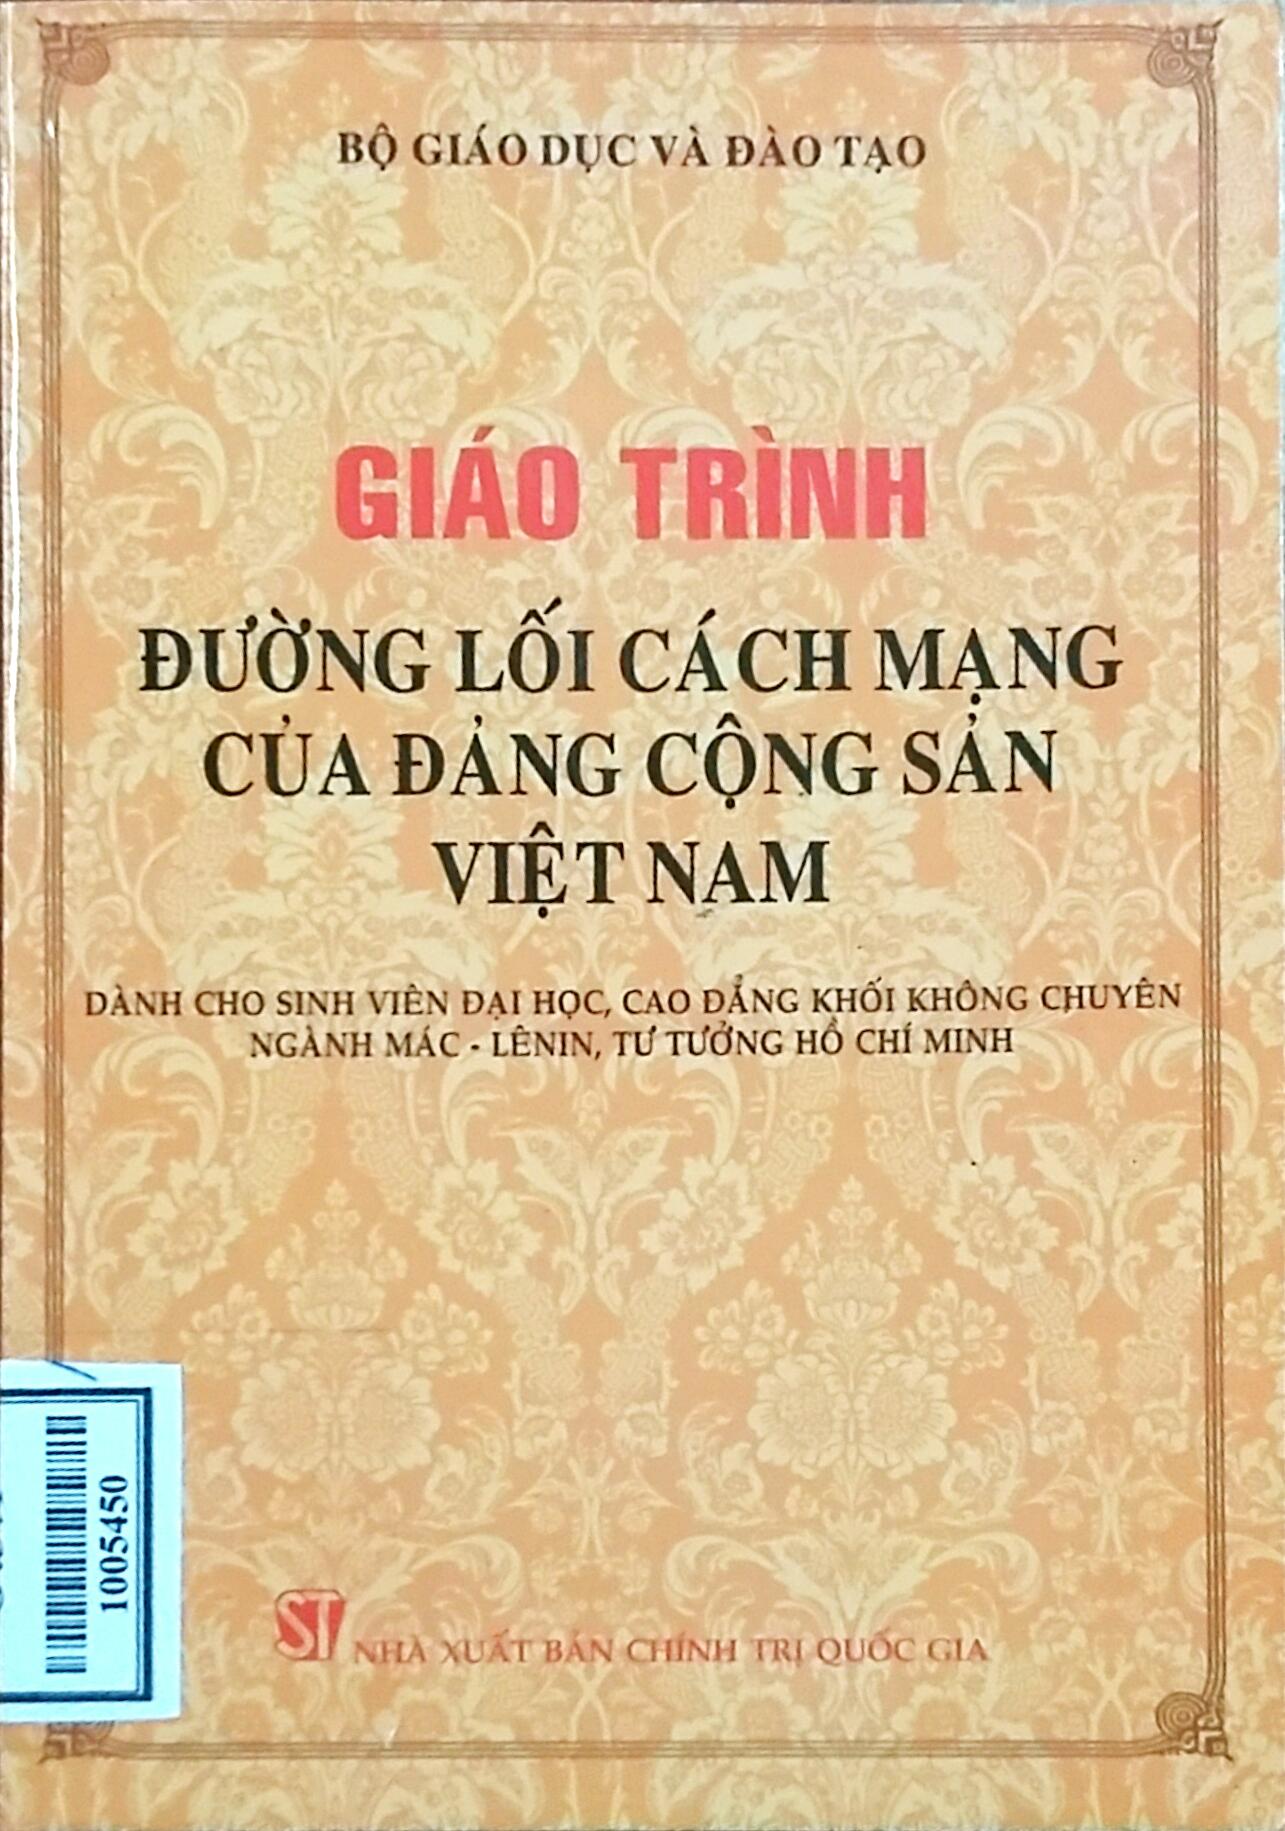 BỘ GIÁO DỤC VÀ ĐÀO TẠO
GIÁO TRÌNH
ĐƯỜNG LỐI CÁCH MẠNG
CỦA ĐẢNG CỘNG SẢN
VIỆT NAM
DÀNH CHO SINH VIÊN ĐẠI HỌC, CAO ĐẲNG KHỐI KHÔNG CHUYÊN
NGÀNH MÁC - LÊNIN, TƯ TƯỞNG HỒ CHÍ MINH
1005450
ST NHÀ XUẤT BẢN CHÍNH TRỊ QUỐC GIA